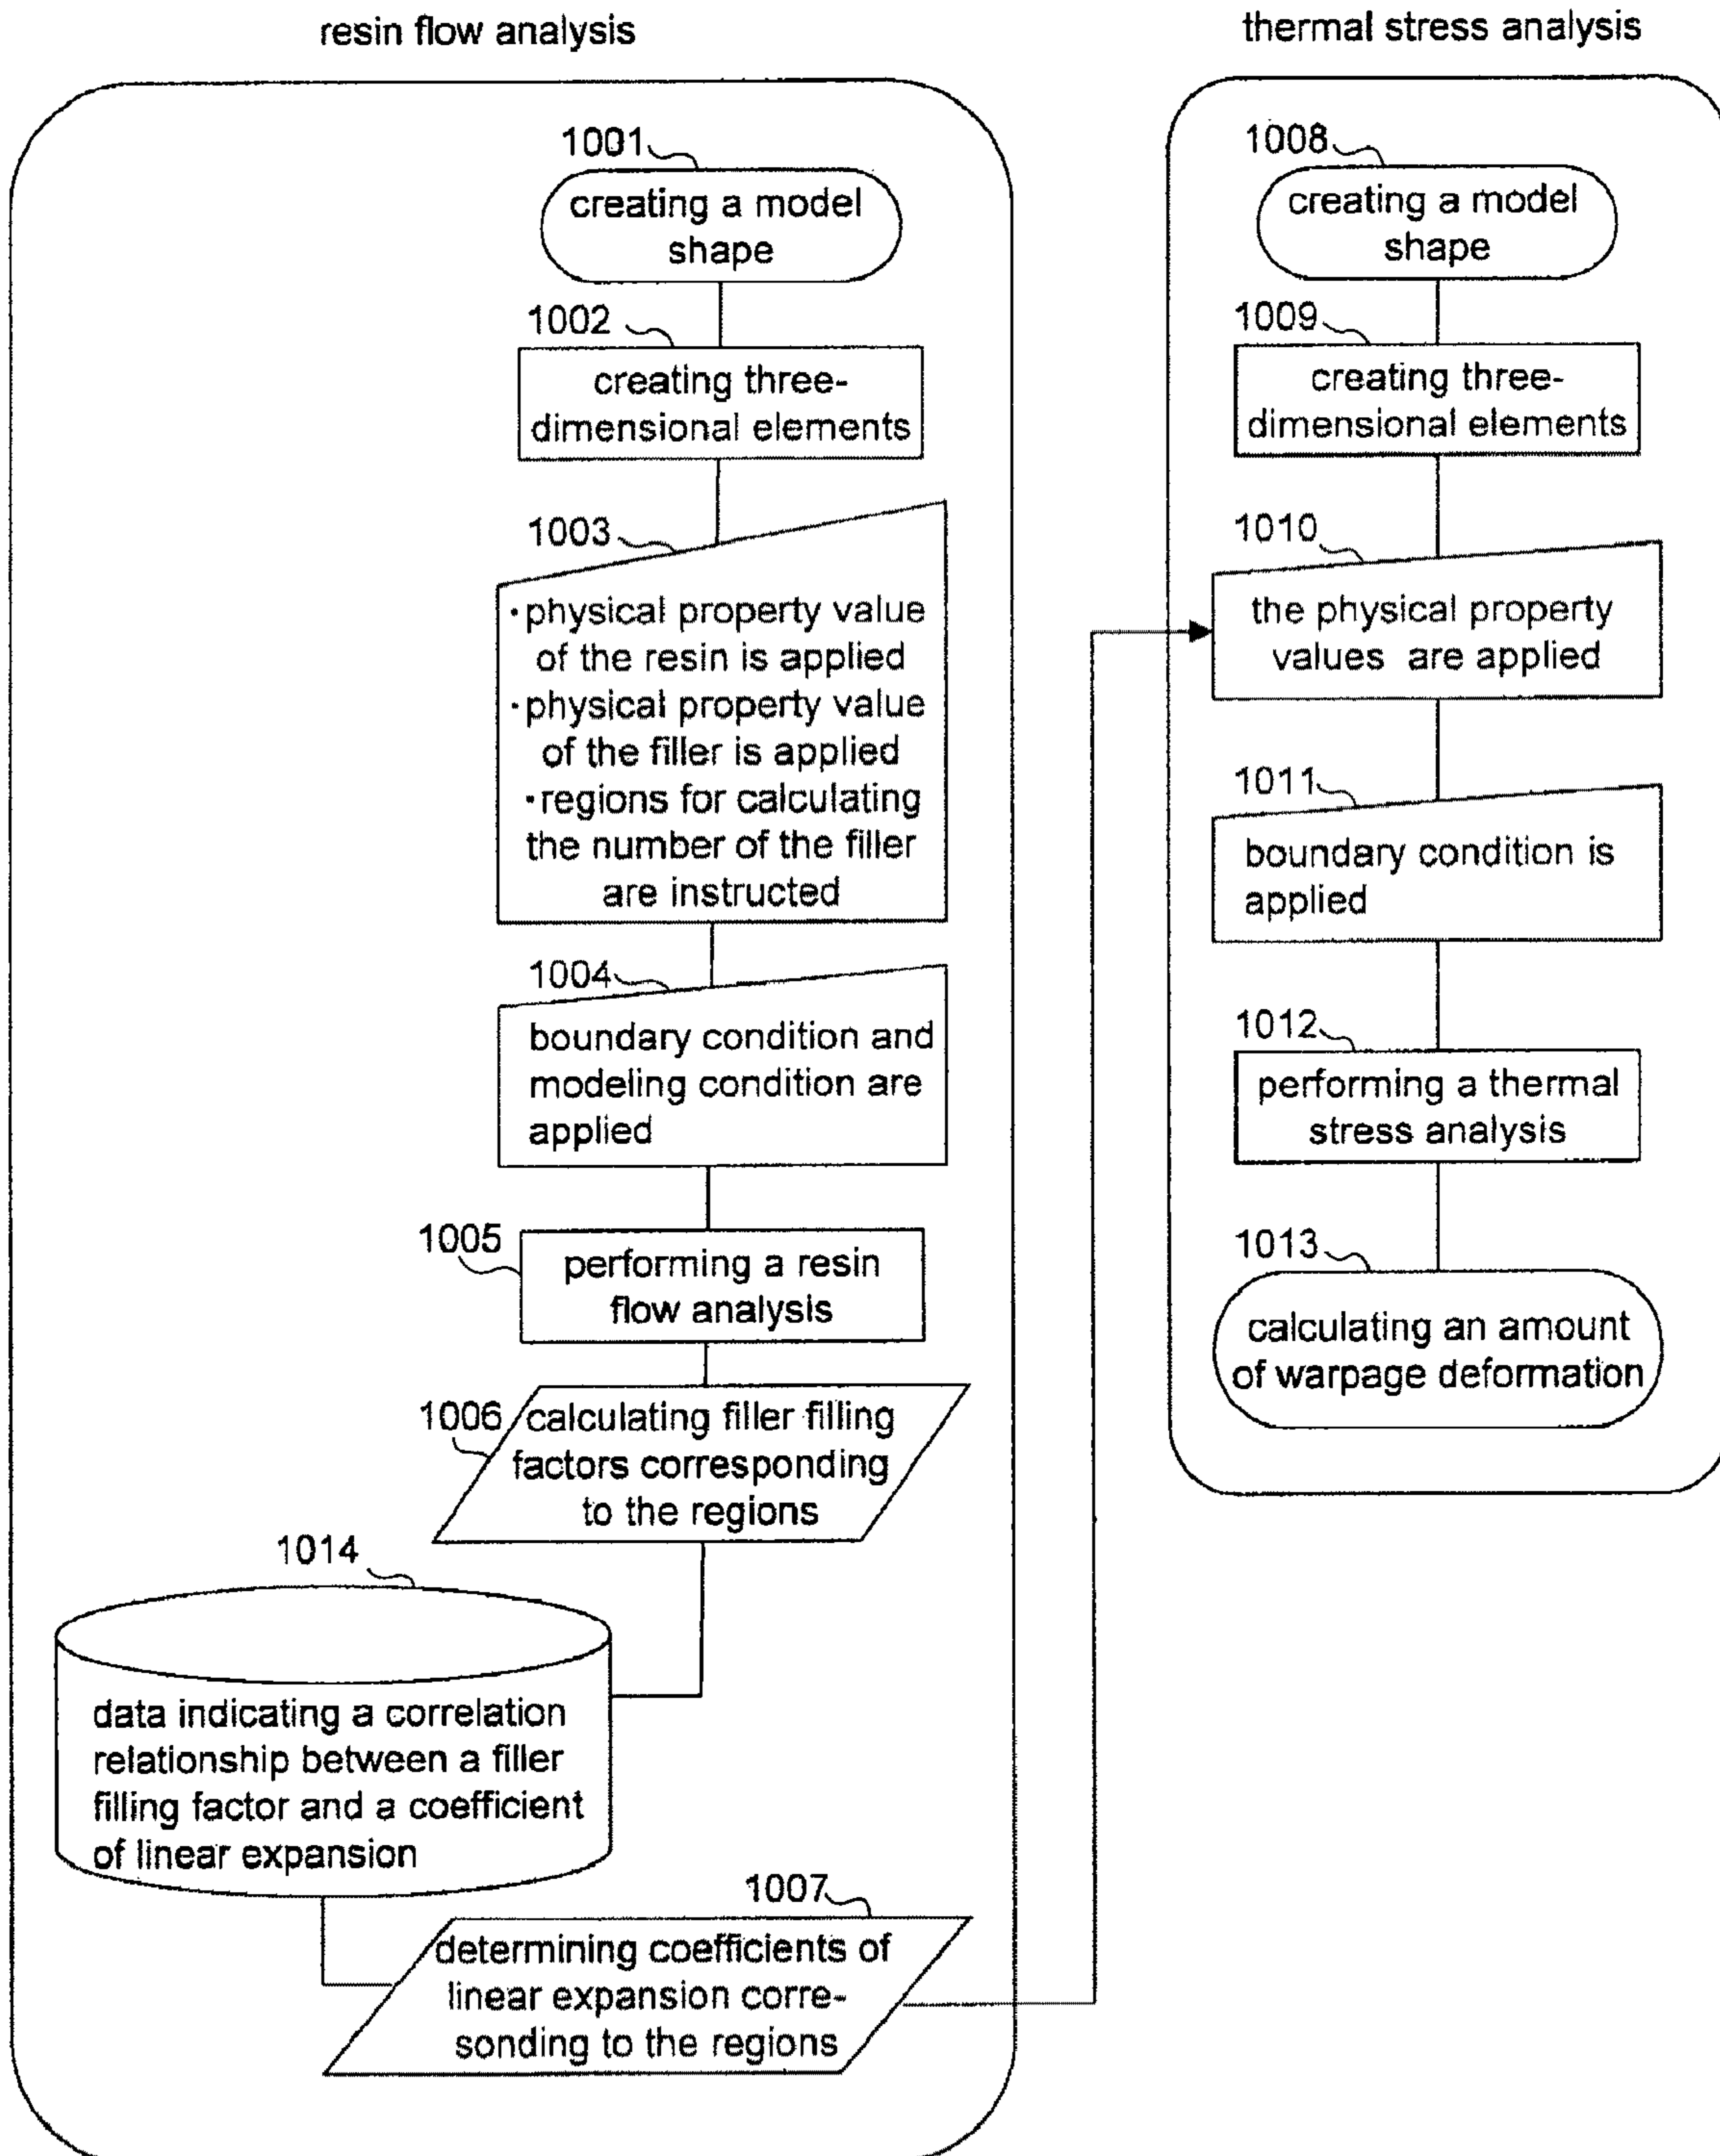 resin flow analysis
1001
creating a model
shape
1002
creating three-
dimensional elements
1003
・physical property value
of the resin is applied
・physical property value
of the filler is applied
・regions for calculating
the number of the filler
are instructed
1004
boundary condition and
modeling condition are
applied
1005
performing a resin
flow analysis
1006
calculating filler filling
factors corresponding
to the regions
1014
data indicating a correlation
relationship between a filler
filling factor and a coefficient
of linear expansion
1007
determining coefficients of
linear expansion corre-
sonding to the regions
thermal stress analysis
1008
creating a model
shape
1009
creating three-
dimensional elements
1010
the physical property
values are applied
1011
boundary condition is
applied
1012
performing a thermal
stress analysis
1013
calculating an amount
of warpage deformation